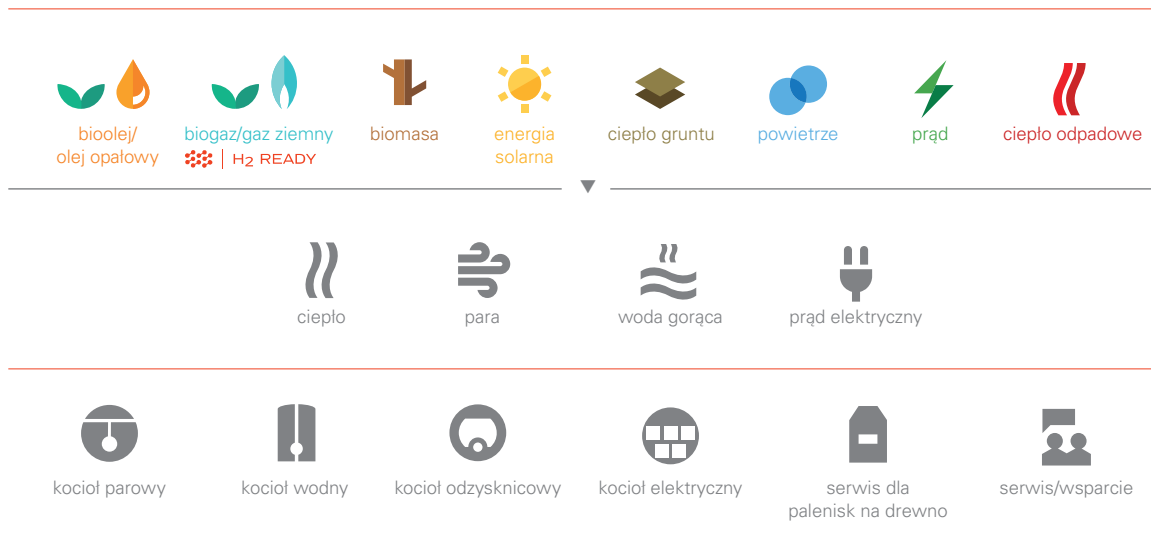 bioolej/
olej opałowy
biogaz/gaz ziemny
H2 READY
biomasa
energia
solarna
ciepło gruntu
powietrze
prąd
ciepło odpadowe
ciepło
para
woda gorąca
prąd elektryczny
kocioł parowy
kocioł wodny
kocioł odzysknicowy
kocioł elektryczny
serwis dla
palenisk na drewno
serwis/wsparcie